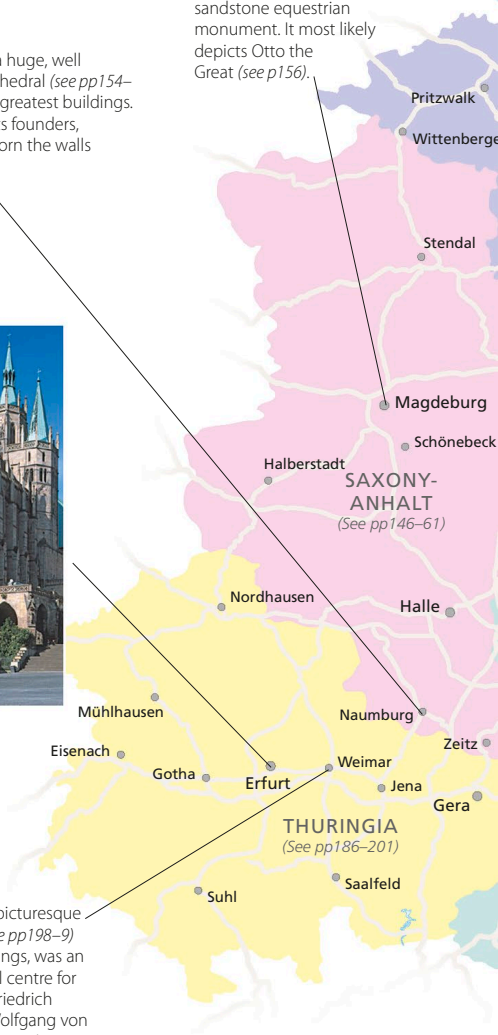 sandstone equestrian
monument. It most likely
depicts Otto the
Great (see p156).
huge, well
hedral (see pp154–
greatest buildings.
s founders,
orn the walls
Pritzwalk
Wittenberge
Stendal
Magdeburg
Schönebeck
Halberstadt
SAXONY-
ANHALT
(See pp146–61)
Nordhausen
Halle
Mühlhausen
Naumburg
Eisenach
Zeitz
Gotha
Erfurt
Weimar
Jena
Gera
THURINGIA
(See pp186–201)
Saalfeld
Suhl
picturesque
e pp198–9)
ings, was an
l centre for
riedrich
Wolfgang von